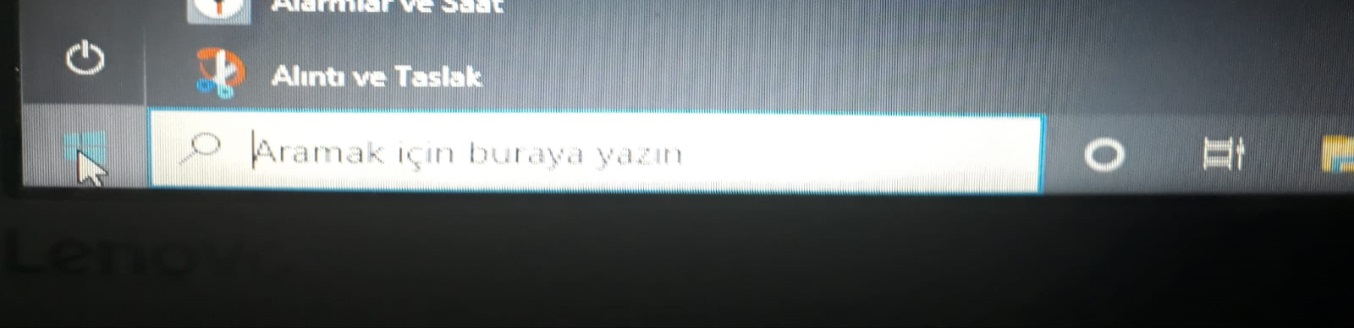 Alarmlar ve Saat
Alıntı ve Taslak
Aramak için buraya yazın
Lenovo